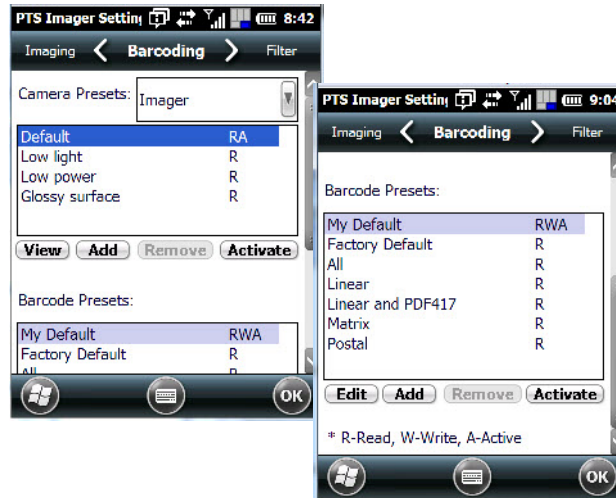 PTS Imager Settin 8:42
Imaging Barcoding Filter
Camera Presets: Imager
Default RA
Low light R
Low power R
Glossy surface R
View Add Remove Activate
Barcode Presets:
My Default RWA
Factory Default R
All R
OK
PTS Imager Settin 9:04
Imaging Barcoding Filter
Barcode Presets:
My Default RWA
Factory Default R
All R
Linear R
Linear and PDF417 R
Matrix R
Postal R
Edit Add Remove Activate
* R-Read, W-Write, A-Active
OK